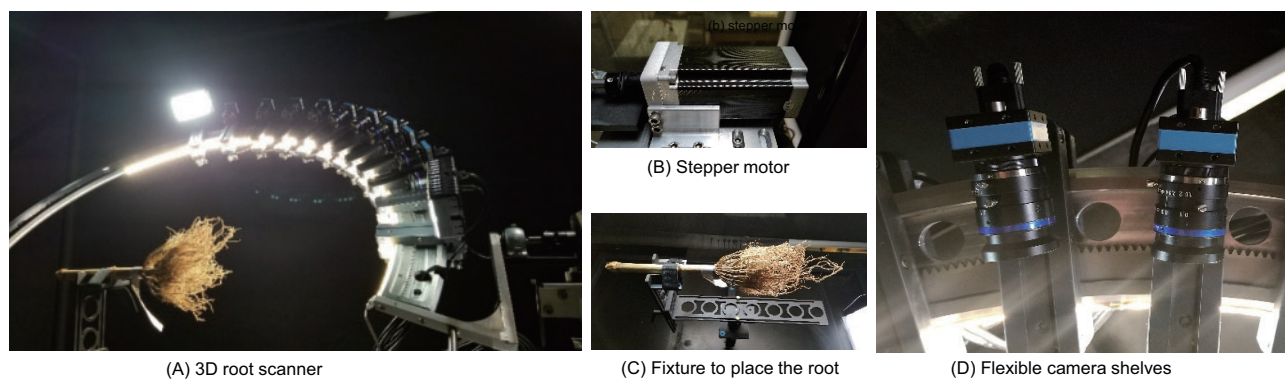 (b) stepper mo
(B) Stepper motor
(A) 3D root scanner
(C) Fixture to place the root
(D) Flexible camera shelves